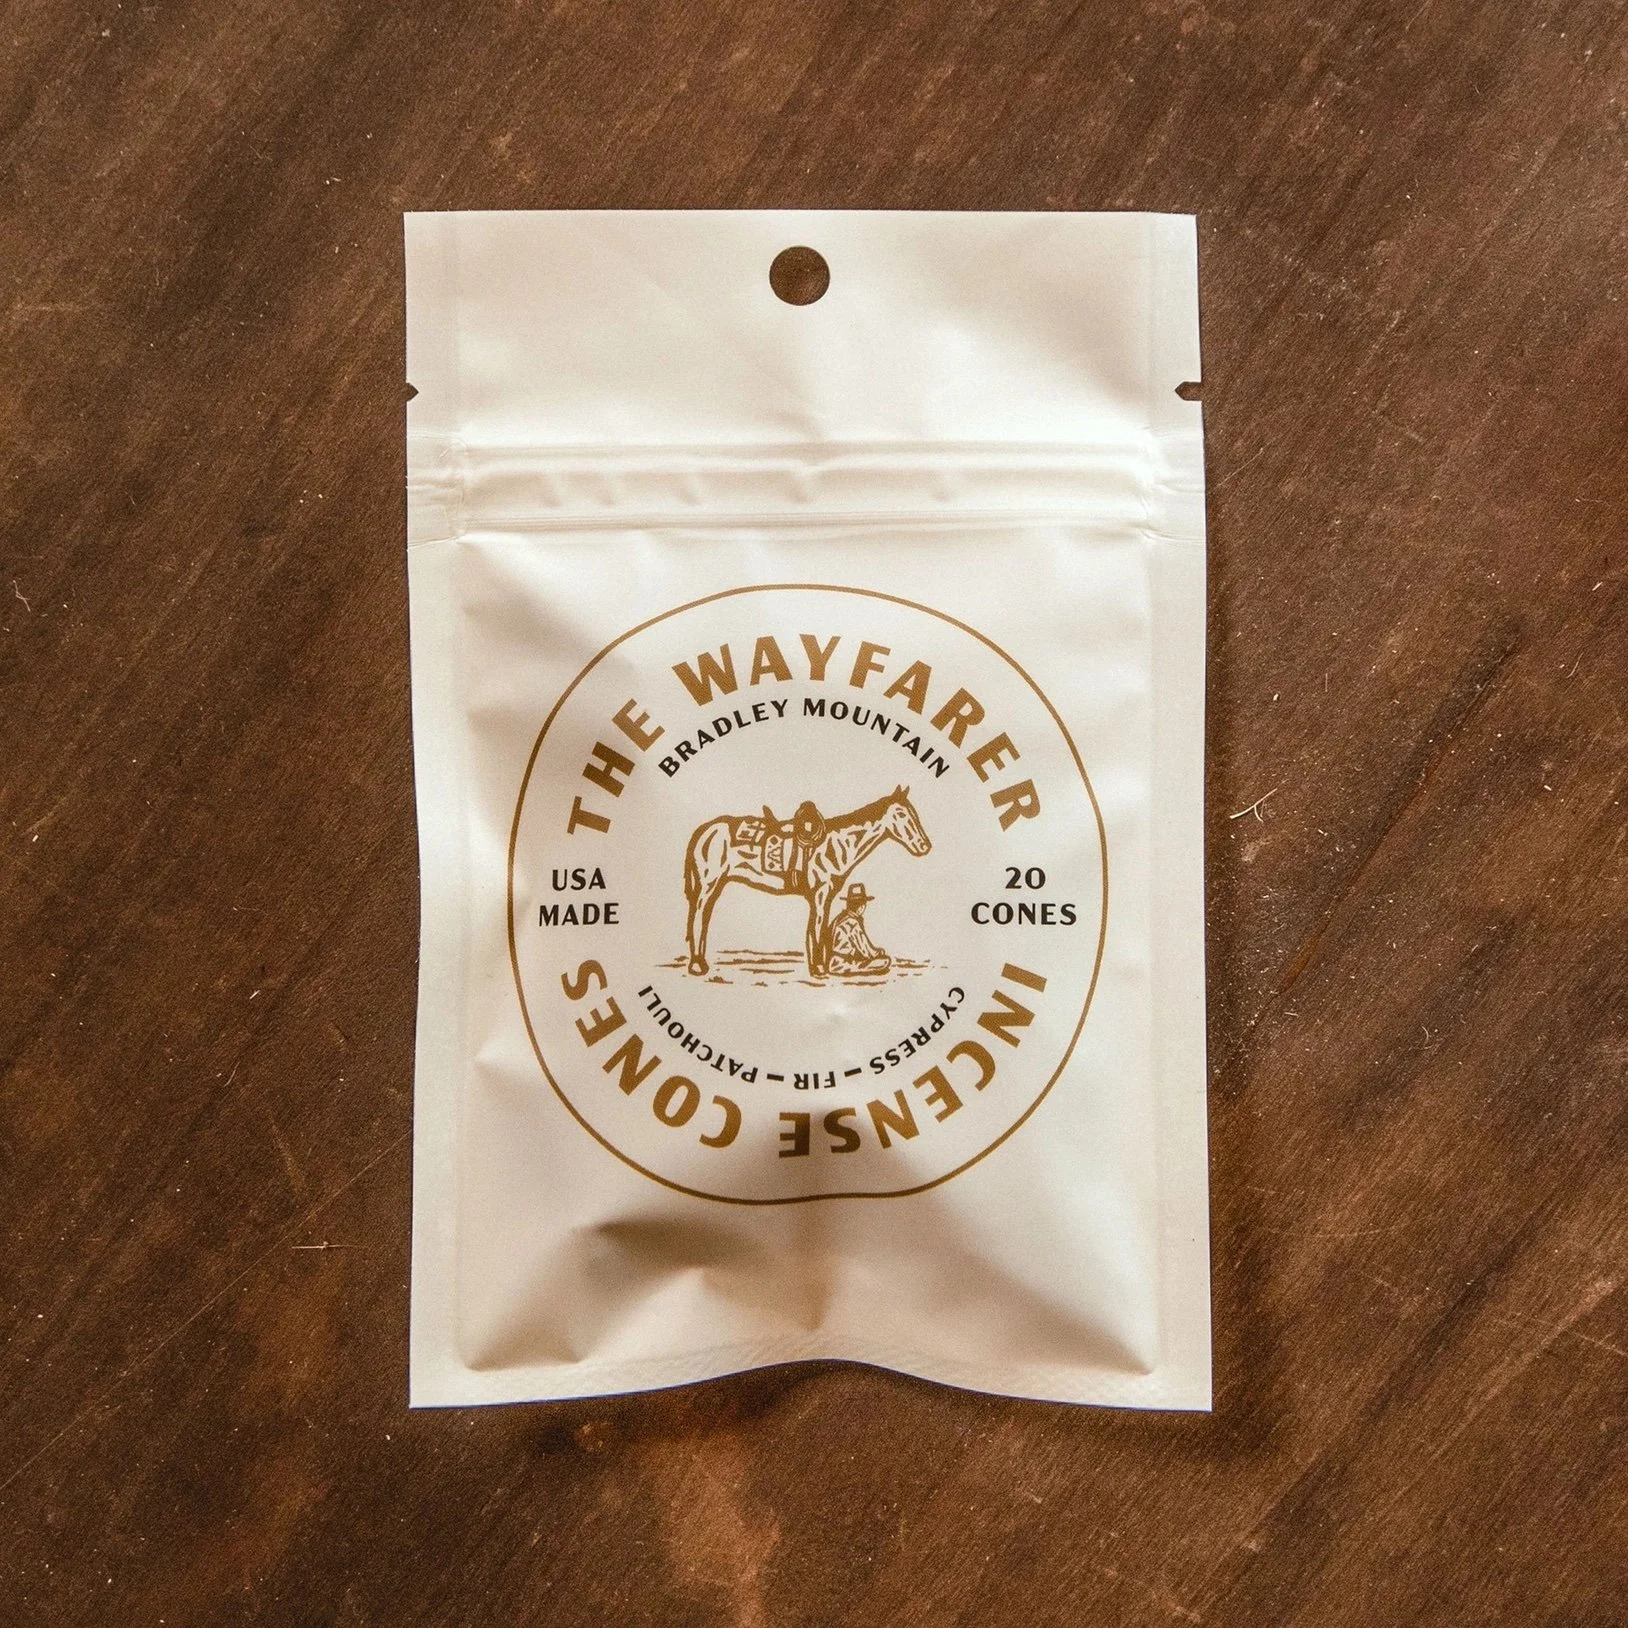 THE WAYFARER
BRADLEY MOUNTAIN
USA
MADE
20
CONES
CYPRESS – FIR – PATCHOULI
INCENSE CONES